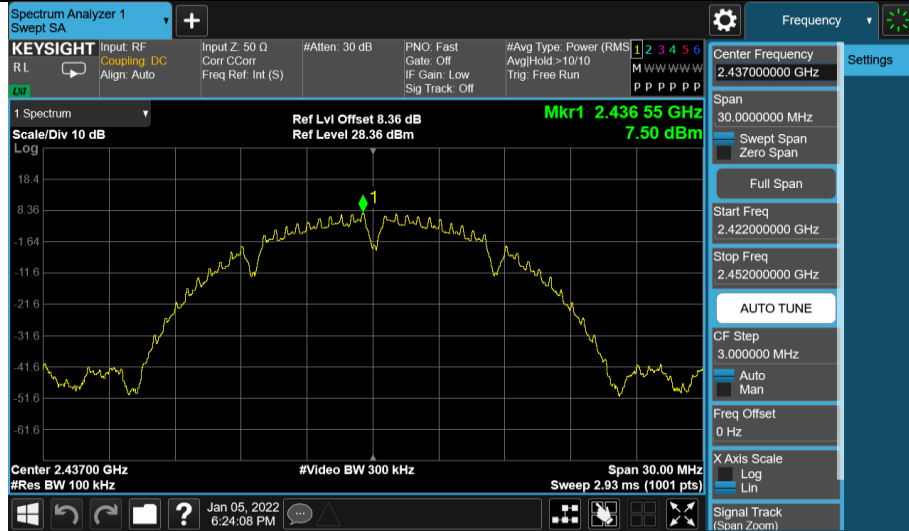 Spectrum Analyzer 1
Swept SA
Frequency
KEYSIGHT
RL
LXI
Input: RF
Coupling: DC
Align: Auto
Input Z: 50 Ω
Corr CCorr
Freq Ref: Int (S)
#Atten: 30 dB
PNO: Fast
Gate: Off
IF Gain: Low
Sig Track: Off
#Avg Type: Power (RMS
Avg|Hold:>10/10
Trig: Free Run
1 2 3 4 5 6
M W W W W W
P P P P P P
Settings
Center Frequency
2.437000000 GHz
Span
30.0000000 MHz
Swept Span
Zero Span
Full Span
Start Freq
2.422000000 GHz
Stop Freq
2.452000000 GHz
AUTO TUNE
CF Step
3.000000 MHz
Auto
Man
Freq Offset
0 Hz
X Axis Scale
Log
Lin
Signal Track
(Span Zoom)
1 Spectrum
Scale/Div 10 dB
Log
Ref Lvl Offset 8.36 dB
Ref Level 28.36 dBm
Mkr1 2.436 55 GHz
7.50 dBm
18.4
8.36
-1.64
-11.6
-21.6
-31.6
-41.6
-51.6
-61.6
1
Center 2.43700 GHz
#Res BW 100 kHz
#Video BW 300 kHz
Span 30.00 MHz
Sweep 2.93 ms (1001 pts)
?
Jan 05, 2022
6:24:08 PM